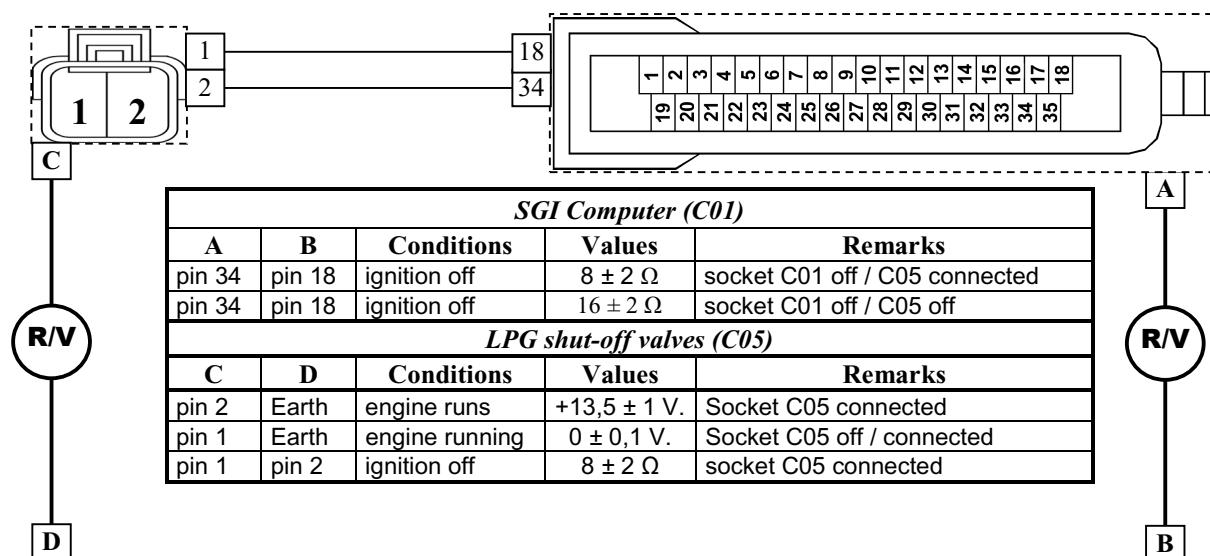 1 18
2 34
1 2
1 2 3 4 5 6 7 8 9 10 11 12 13 14 15 16 17 18
19 20 21 22 23 24 25 26 27 28 29 30 31 32 33 34 35
C
A
SGI Computer (C01)
A B Conditions Values Remarks
pin 34 pin 18 ignition off 8 ± 2 Ω socket C01 off / C05 connected
pin 34 pin 18 ignition off 16 ± 2 Ω socket C01 off / C05 off
LPG shut-off valves (C05)
C D Conditions Values Remarks
pin 2 Earth engine runs +13,5 ± 1 V. Socket C05 connected
pin 1 Earth engine running 0 ± 0,1 V. Socket C05 off / connected
pin 1 pin 2 ignition off 8 ± 2 Ω socket C05 connected
R/V
R/V
D
B